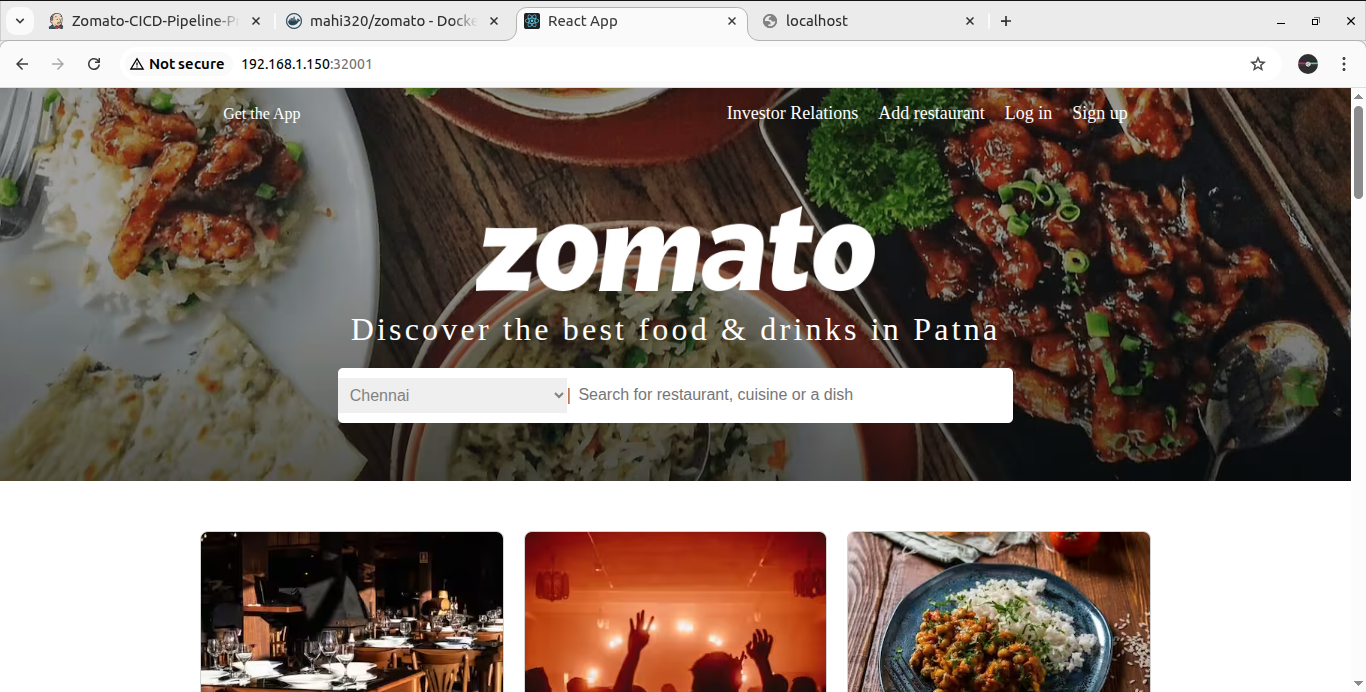 Zomato-CICD-Pipeline-Pr
mahi320/zomato - Docke
React App
localhost
Not secure
192.168.1.150:32001
Get the App
Investor Relations
Add restaurant
Log in
Sign up
zomato
Discover the best food & drinks in Patna
Chennai
Search for restaurant, cuisine or a dish